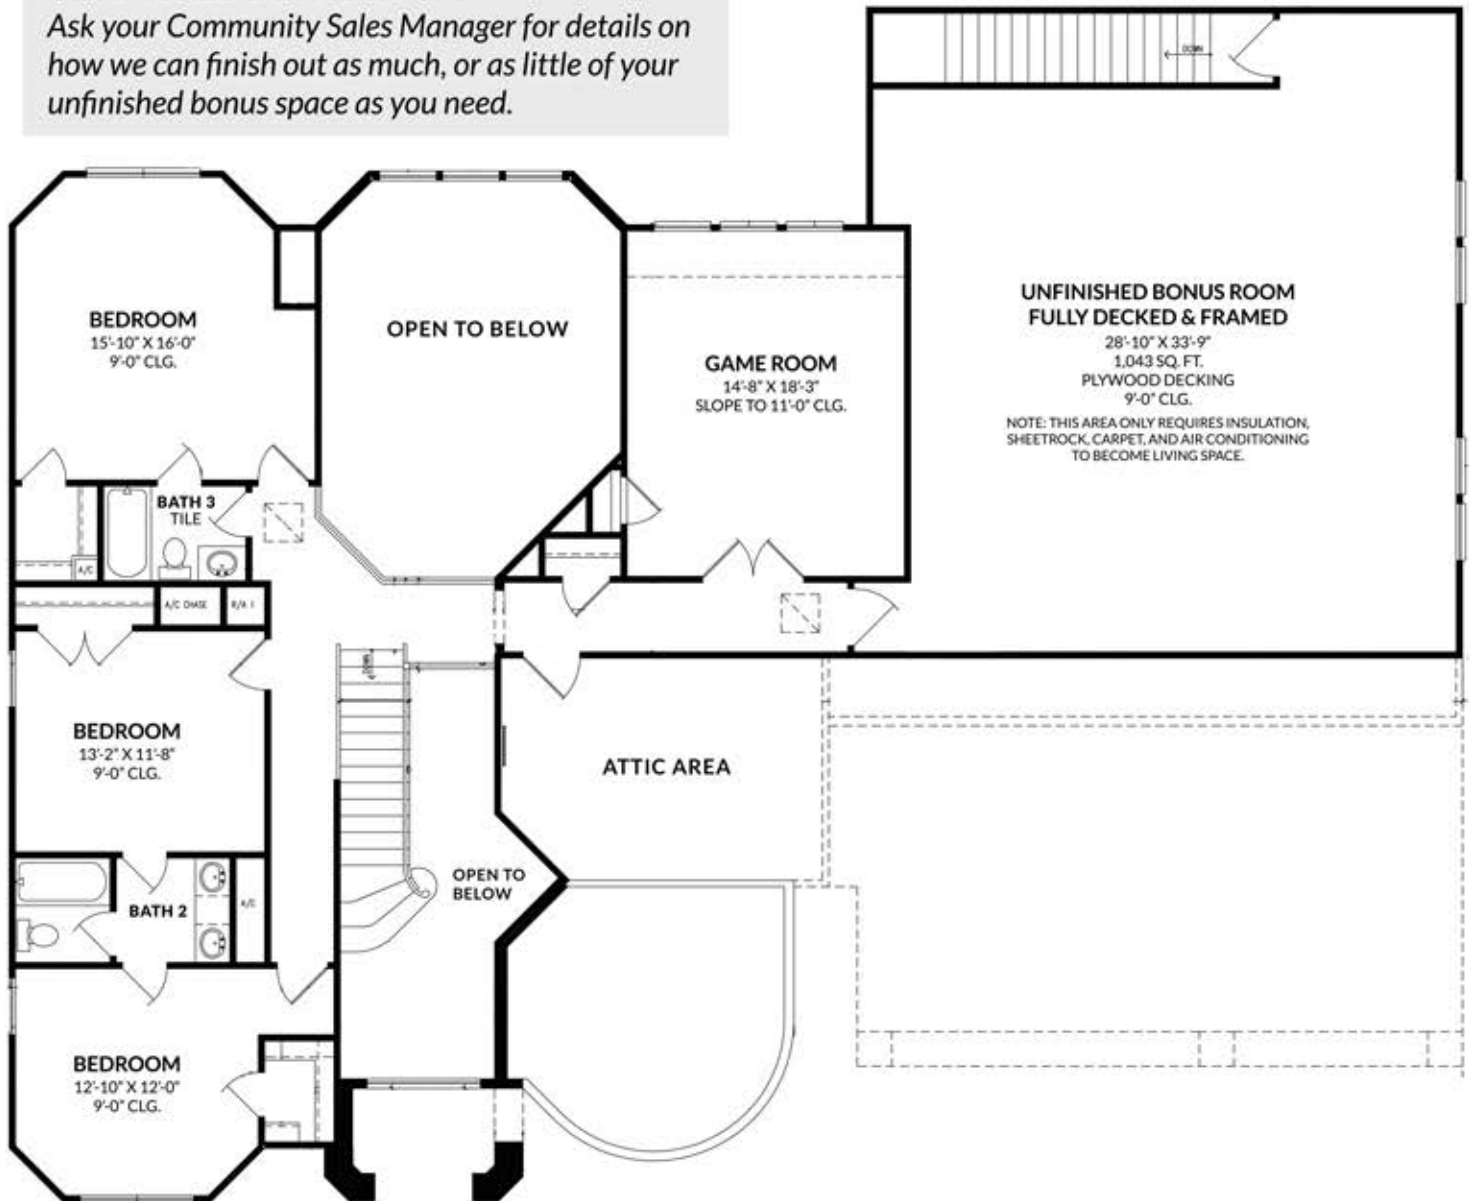 Ask your Community Sales Manager for details on
how we can finish out as much, or as little of your
unfinished bonus space as you need.
DOWN
BEDROOM
15'-10" X 16'-0"
9'-0" CLG.
OPEN TO BELOW
GAME ROOM
14'-8" X 18'-3"
SLOPE TO 11'-0" CLG.
UNFINISHED BONUS ROOM
FULLY DECKED & FRAMED
28'-10" X 33'-9"
1,043 SQ. FT.
PLYWOOD DECKING
9'-0" CLG.
NOTE: THIS AREA ONLY REQUIRES INSULATION,
SHEETROCK, CARPET, AND AIR CONDITIONING
TO BECOME LIVING SPACE.
BATH 3
TILE
A/C
A/C CHASE
R/A 1
DOWN
BEDROOM
13'-2" X 11'-8"
9'-0" CLG.
ATTIC AREA
OPEN TO
BELOW
BATH 2
A/C
BEDROOM
12'-10" X 12'-0"
9'-0" CLG.